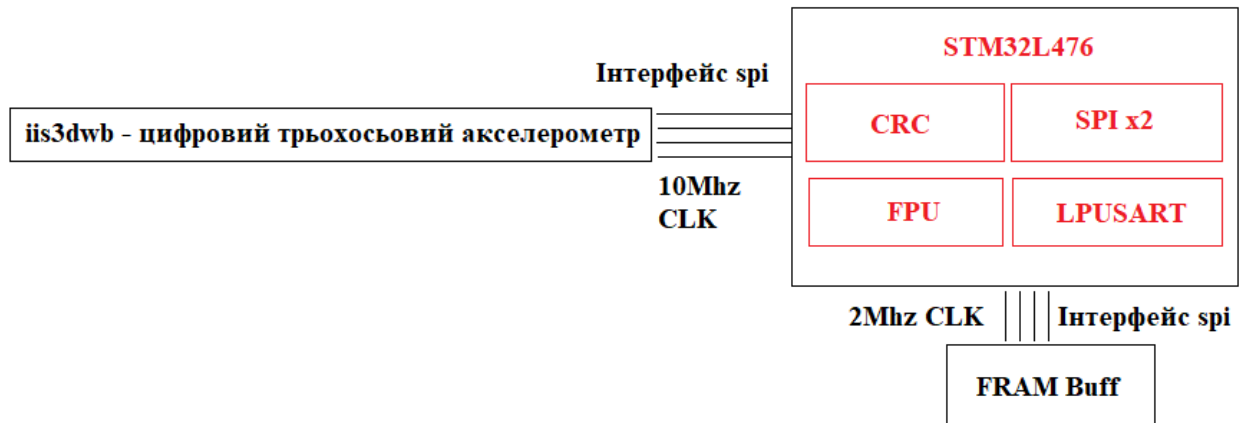 STM32L476
Інтерфейс spi
CRC
SPI x2
iis3dwb - цифровий трьохосьовий акселерометр
10Mhz
CLK
FPU
LPUSART
2Mhz CLK
Інтерфейс spi
FRAM Buff